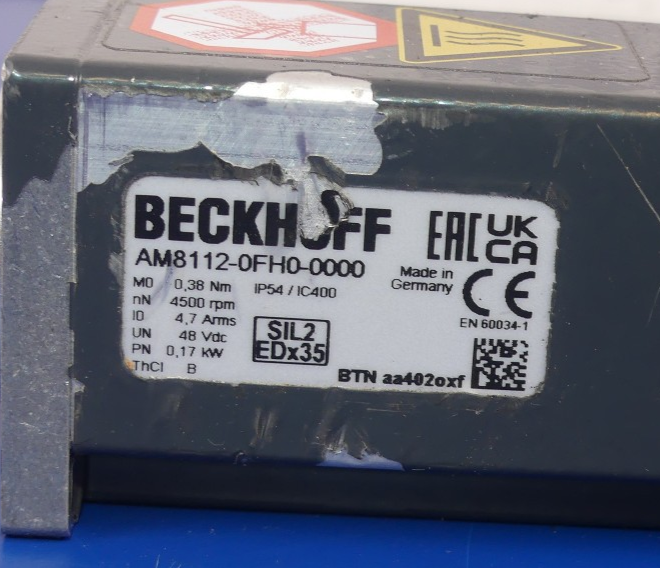 BECKHOFF
EAC UK CA
AM8112-0FH0-0000
M0 0,38 Nm IP54 / IC400
Made in
Germany
CE
nN 4500 rpm
I0 4,7 Arms
EN 60034-1
UN 48 Vdc
SIL2
EDx35
PN 0,17 kW
ThCl B
BTN aa402oxf